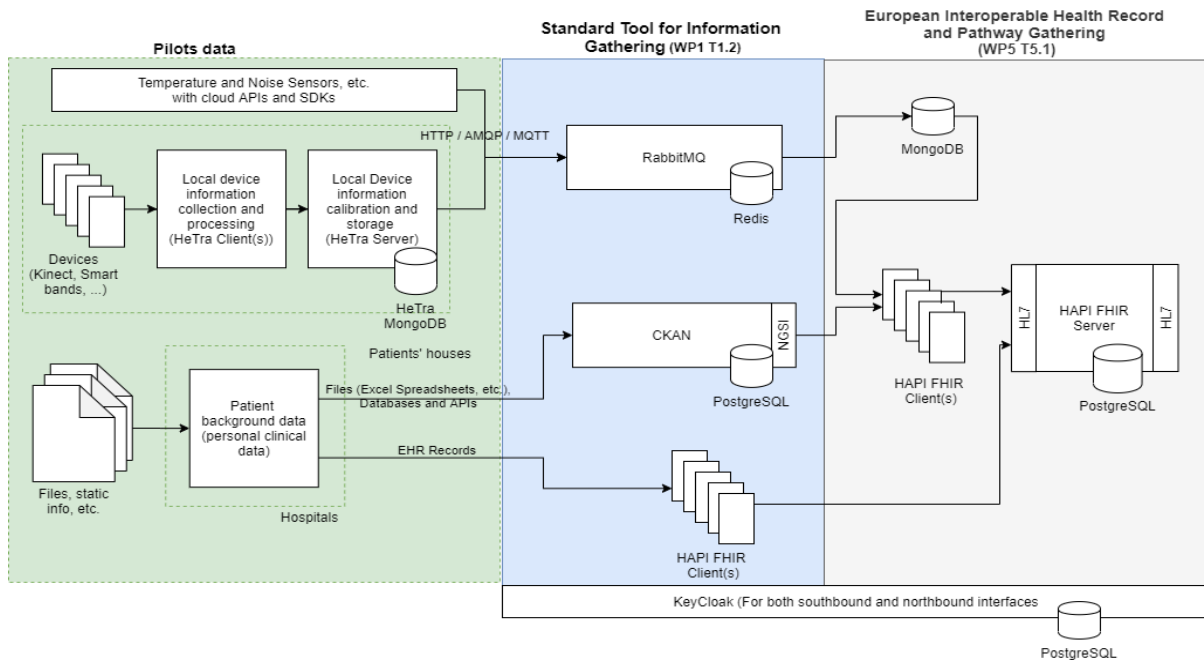 Pilots data
Standard Tool for Information
Gathering (WP1 T1.2)
European Interoperable Health Record
and Pathway Gathering
(WP5 T5.1)
Temperature and Noise Sensors, etc.
with cloud APIs and SDKs
HTTP / AMQP / MQTT
Devices
(Kinect, Smart
bands, ...)
Local device
information
collection and
processing
(HeTra Client(s))
Local Device
information
calibration and
storage
(HeTra Server)
HeTra
MongoDB
Patients' houses
RabbitMQ
Redis
MongoDB
Files, static
info, etc.
Patient
background data
(personal clinical
data)
Hospitals
Files (Excel Spreadsheets, etc.),
Databases and APIs
EHR Records
CKAN
NGSI
PostgreSQL
HAPI FHIR
Client(s)
HAPI FHIR
Client(s)
HL7
HAPI FHIR
Server
HL7
PostgreSQL
KeyCloak (For both southbound and northbound interfaces
PostgreSQL